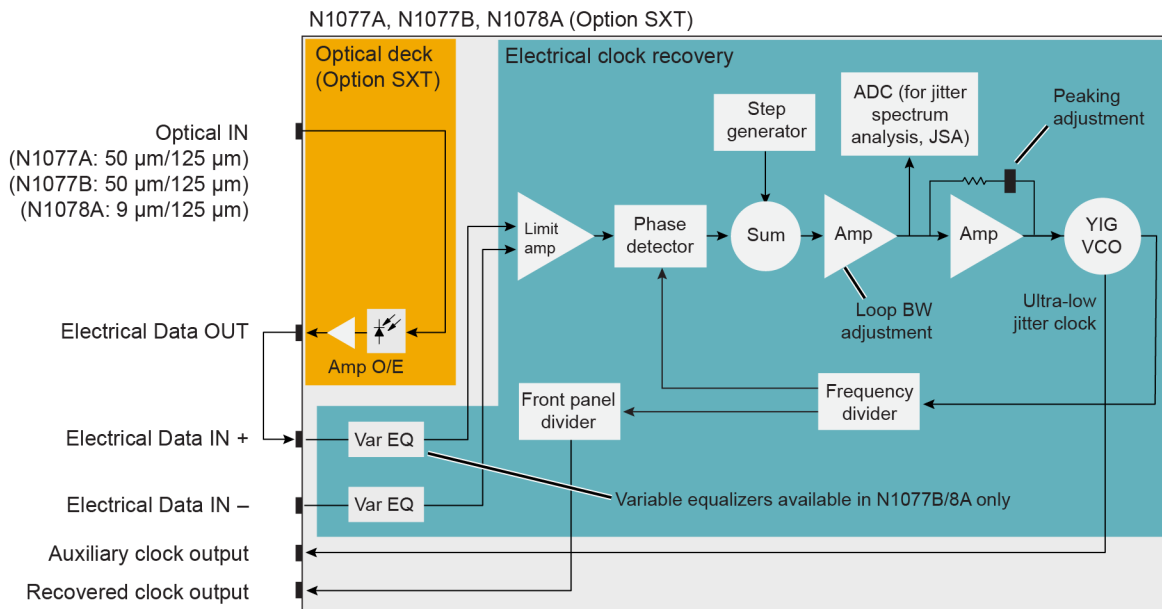 N1077A, N1077B, N1078A (Option SXT)
Optical deck
(Option SXT)
Electrical clock recovery
Optical IN
(N1077A: 50 µm/125 µm)
(N1077B: 50 µm/125 µm)
(N1078A: 9 µm/125 µm)
Step
generator
ADC (for jitter
spectrum
analysis, JSA)
Peaking
adjustment
Limit
amp
Phase
detector
Sum
Amp
Amp
YIG
VCO
Loop BW
adjustment
Ultra-low
jitter clock
Electrical Data OUT
Amp O/E
Front panel
divider
Frequency
divider
Electrical Data IN +
Var EQ
Electrical Data IN –
Var EQ
Variable equalizers available in N1077B/8A only
Auxiliary clock output
Recovered clock output